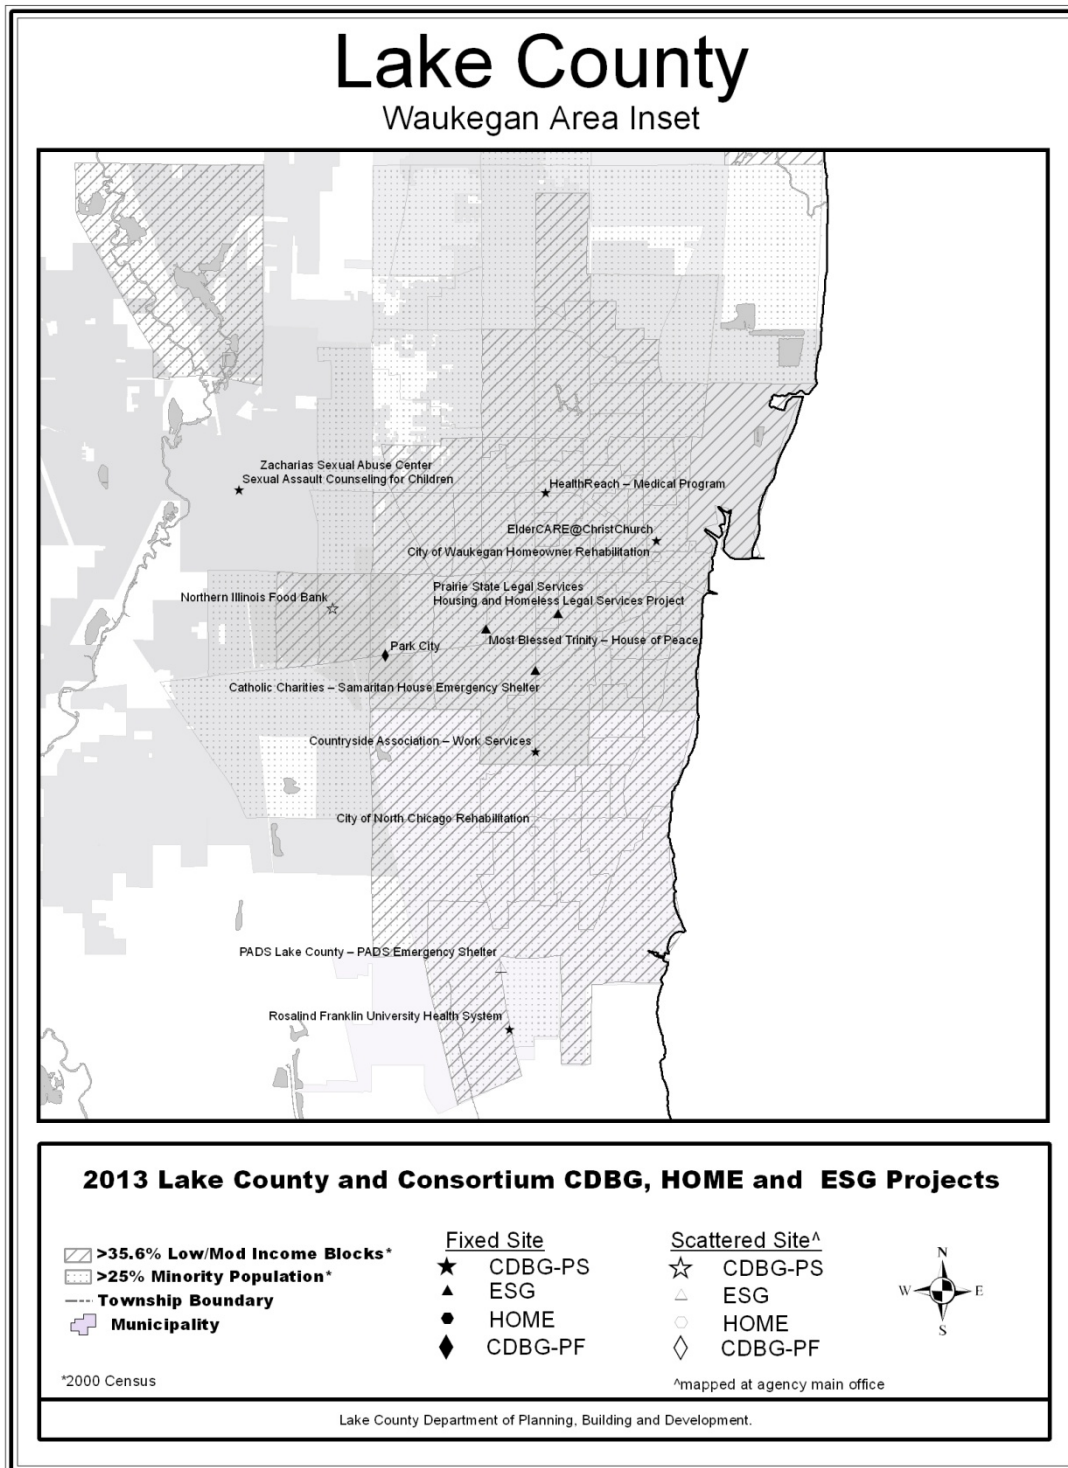 Lake County
Waukegan Area Inset
Zacharias Sexual Abuse Center
Sexual Assault Counseling for Children
HealthReach – Medical Program
ElderCARE@ChristChurch
City of Waukegan Homeowner Rehabilitation
Prairie State Legal Services
Housing and Homeless Legal Services Project
Northern Illinois Food Bank
Most Blessed Trinity – House of Peace
Park City
Catholic Charities – Samaritan House Emergency Shelter
Countryside Association – Work Services
City of North Chicago Rehabilitation
PADS Lake County – PADS Emergency Shelter
Rosalind Franklin University Health System
2013 Lake County and Consortium CDBG, HOME and ESG Projects
>35.6% Low/Mod Income Blocks*
>25% Minority Population*
Township Boundary
Municipality
*2000 Census
Fixed Site
CDBG-PS
ESG
HOME
CDBG-PF
Scattered Site^
CDBG-PS
ESG
HOME
CDBG-PF
^mapped at agency main office
N
W E
S
Lake County Department of Planning, Building and Development.